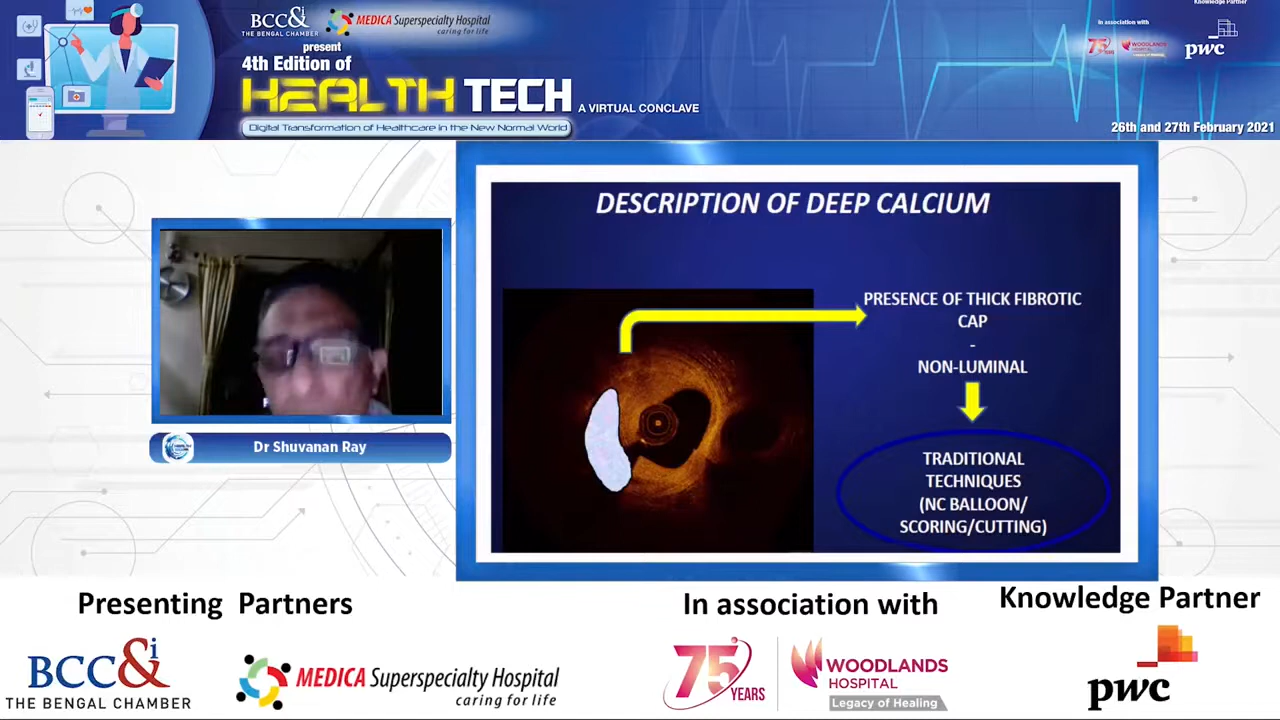 BCC&i
THE BENGAL CHAMBER
MEDICA Superspecialty Hospital
caring for life
present
4th Edition of
HEALTH TECH
A VIRTUAL CONCLAVE
Digital Transformation of Healthcare in the New Normal World
Knowledge Partner
In association with
75 YEARS
WOODLANDS
HOSPITAL
Legacy of Healing
pwc
26th and 27th February 2021
DESCRIPTION OF DEEP CALCIUM
PRESENCE OF THICK FIBROTIC
CAP
-
NON-LUMINAL
TRADITIONAL
TECHNIQUES
(NC BALLOON/
SCORING/CUTTING)
Dr Shuvanan Ray
Presenting Partners
In association with
Knowledge Partner
BCC&i
THE BENGAL CHAMBER
MEDICA Superspecialty Hospital
caring for life
75 YEARS
WOODLANDS
HOSPITAL
Legacy of Healing
pwc